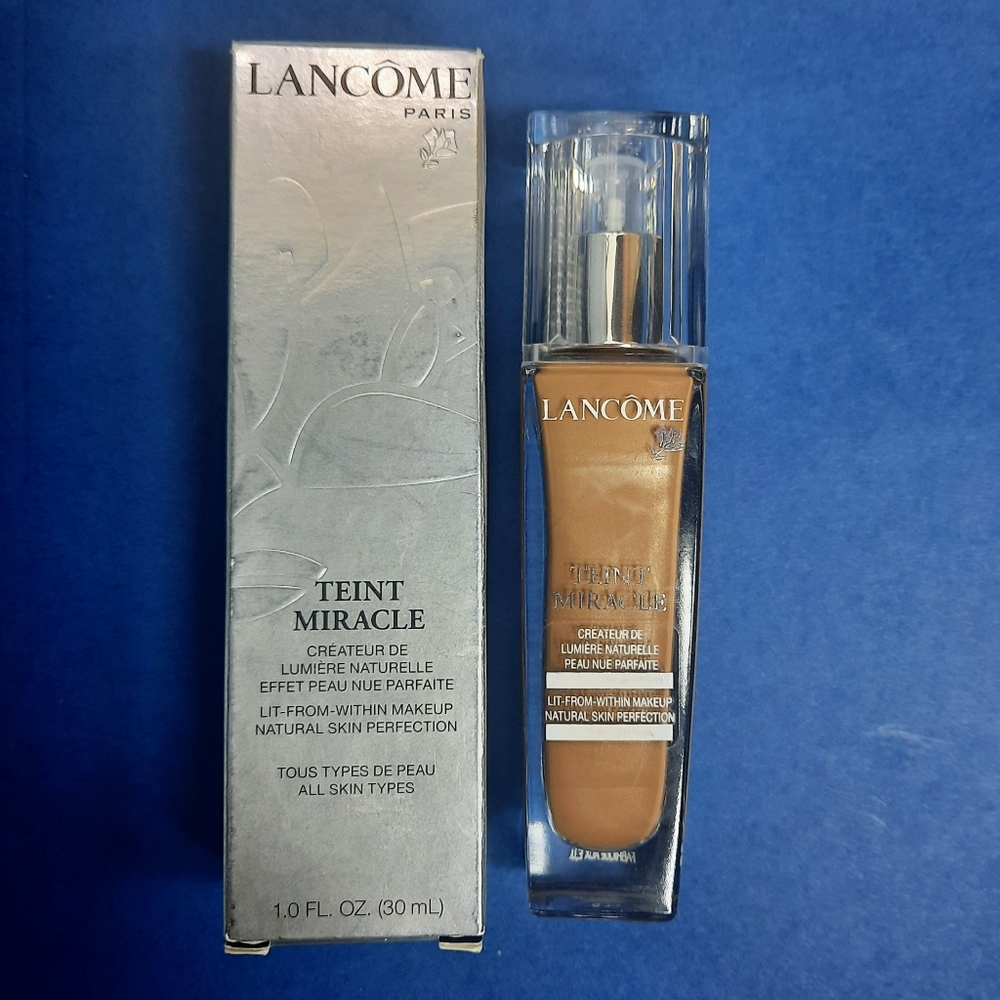 LANCÔME
PARIS
TEINT
MIRACLE
CRÉATEUR DE
LUMIÈRE NATURELLE
EFFET PEAU NUE PARFAITE
LIT-FROM-WITHIN MAKEUP
NATURAL SKIN PERFECTION
TOUS TYPES DE PEAU
ALL SKIN TYPES
1.0 FL. OZ. (30 mL)
LANCÔME
TEINT
MIRACLE
CRÉATEUR DE
LUMIÈRE NATURELLE
PEAU NUE PARFAITE
LIT-FROM-WITHIN MAKEUP
NATURAL SKIN PERFECTION